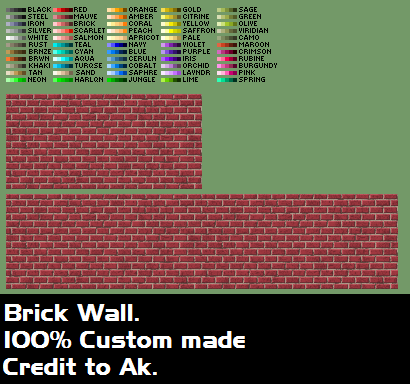 BLACK RED ORANGE GOLD SAGE
STEEL MAUVE AMBER CITRINE GREEN
IRON BRICK CORAL YELLOW OLIVE
SILVER SCARLET PEACH SAFFRON VIRIDIAN
WHITE SALMON APRICOT PALE CAMO
RUST TEAL NAVY VIOLET MAROON
BRNZE CYAN BLUE PURPLE CRIMSON
BRWN AQUA CERULN IRIS RUBINE
KHAKI TURQSE COBALT ORCHID BURGUNDY
TAN SAND SAPHRE LAVNDR PINK
NEON HARLQN JUNGLE LIME SPRING
Brick Wall.
100% Custom made
Credit to Ak.